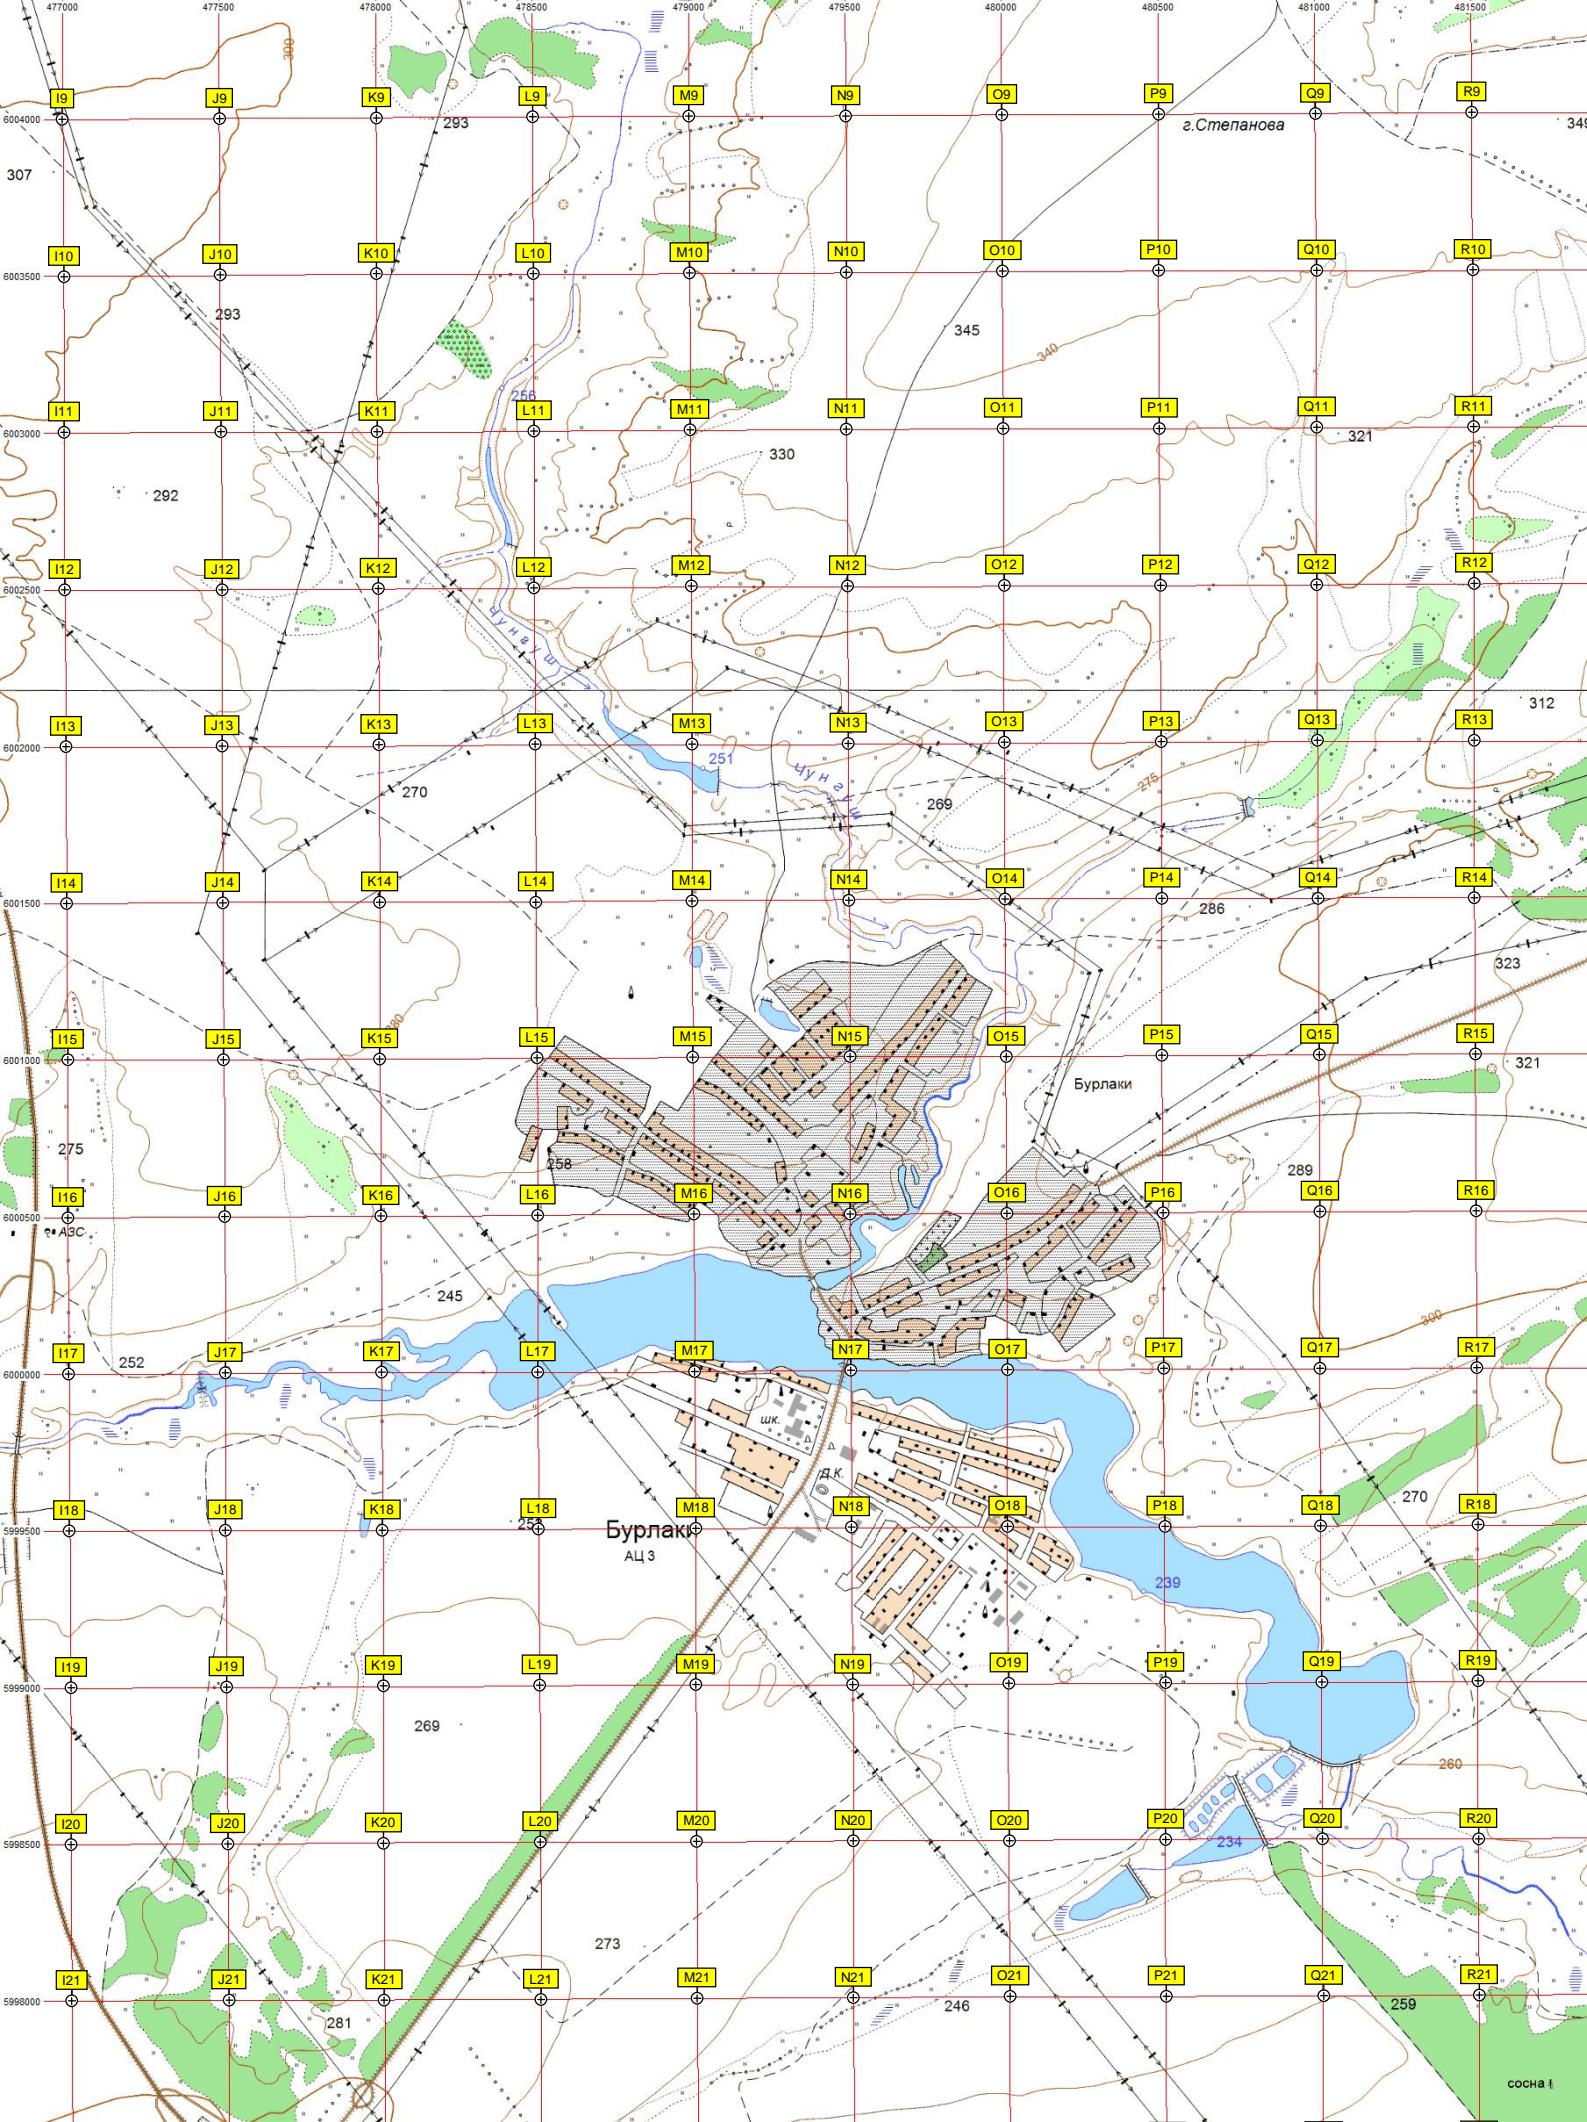 477000 477500 478000 478500 479000 479500 480000 480500 481000 481500
300
I9 J9 K9 L9 M9 N9 O9 P9 Q9 R9
6004000
293
г.Степанова
349
307
I10 J10 K10 L10 M10 N10 O10 P10 Q10 R10
6003500
293
345
340
256
I11 J11 K11 L11 M11 N11 O11 P11 Q11 R11
6003000
321
330
292
I12 J12 K12 L12 M12 N12 O12 P12 Q12 R12
6002500
Чунгуш
312
I13 J13 K13 L13 M13 N13 O13 P13 Q13 R13
6002000
251
Чунгуш
275
270
269
I14 J14 K14 L14 M14 N14 O14 P14 Q14 R14
6001500
286
323
280
I15 J15 K15 L15 M15 N15 O15 P15 Q15 R15
6001000
321
Бурлаки
275
258
289
I16 J16 K16 L16 M16 N16 O16 P16 Q16 R16
6000500
АЗС
245
300
I17 J17 K17 L17 M17 N17 O17 P17 Q17 R17
252
6000000
шк.
Д.К.
270
I18 J18 K18 L18 M18 N18 O18 P18 Q18 R18
5999500
Бурлаки
АЦ 3
239
I19 J19 K19 L19 M19 N19 O19 P19 Q19 R19
5999000
269
260
I20 J20 K20 L20 M20 N20 O20 P20 Q20 R20
5998500
234
273
I21 J21 K21 L21 M21 N21 O21 P21 Q21 R21
5998000
246
259
281
сосна